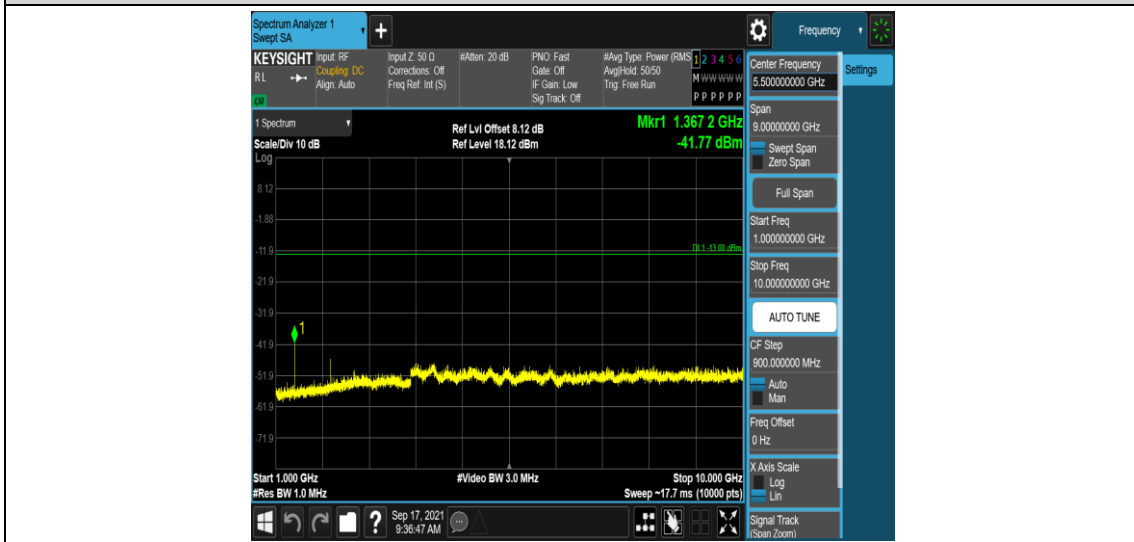 Spectrum Analyzer 1
Swept SA
+
Frequency
KEYSIGHT
RL
Input: RF
Coupling: DC
Align: Auto
Input Z: 50 Ω
Corrections: Off
Freq Ref: Int (S)
#Atten: 20 dB
PNO: Fast
Gate: Off
IF Gain: Low
Sig Track: Off
#Avg Type: Power (RMS
Avg|Hold: 50/50
Trig: Free Run
1 2 3 4 5 6
M W W W W W
P P P P P P
1 Spectrum
Scale/Div 10 dB
Ref Lvl Offset 8.12 dB
Ref Level 18.12 dBm
Mkr1 1.367 2 GHz
-41.77 dBm
Log
8.12
-1.88
-11.9
DL1 -13.00 dBm
-21.9
-31.9
1
-41.9
-51.9
-61.9
-71.9
Start 1.000 GHz
#Video BW 3.0 MHz
Stop 10.000 GHz
#Res BW 1.0 MHz
Sweep ~17.7 ms (10000 pts)
?
Sep 17, 2021
9:36:47 AM
Settings
Center Frequency
5.500000000 GHz
Span
9.00000000 GHz
Swept Span
Zero Span
Full Span
Start Freq
1.000000000 GHz
Stop Freq
10.000000000 GHz
AUTO TUNE
CF Step
900.000000 MHz
Auto
Man
Freq Offset
0 Hz
X Axis Scale
Log
Lin
Signal Track
(Span Zoom)